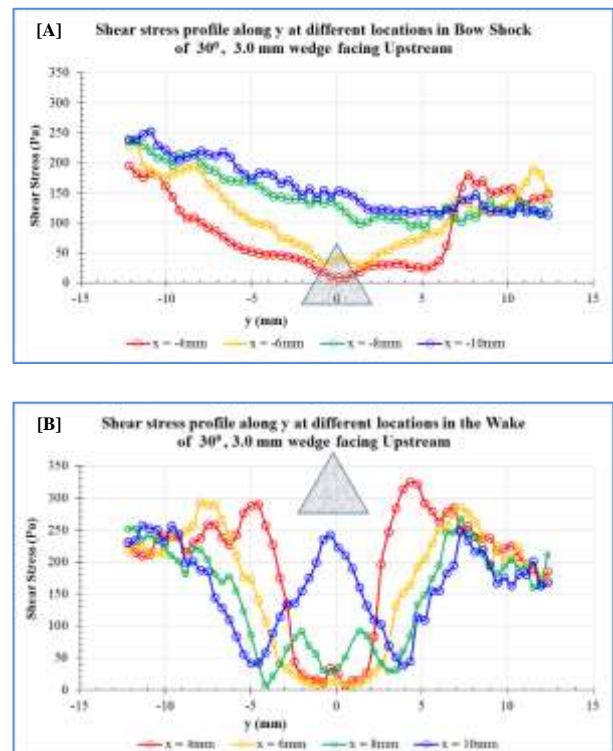 [A]
Shear stress profile along y at different locations in Bow Shock
of 30⁰, 3.0 mm wedge facing Upstream
Shear Stress (Pa)
350
300
250
200
150
100
50
0
-15 -10 -5 0 5 10 15
y (mm)
x = -4mm x = -6mm x = -8mm x = -10mm
[B]
Shear stress profile along y at different locations in the Wake
of 30⁰, 3.0 mm wedge facing Upstream
Shear Stress (Pa)
350
300
250
200
150
100
50
0
-15 -10 -5 0 5 10 15
y (mm)
x = 4mm x = 6mm x = 8mm x = 10mm